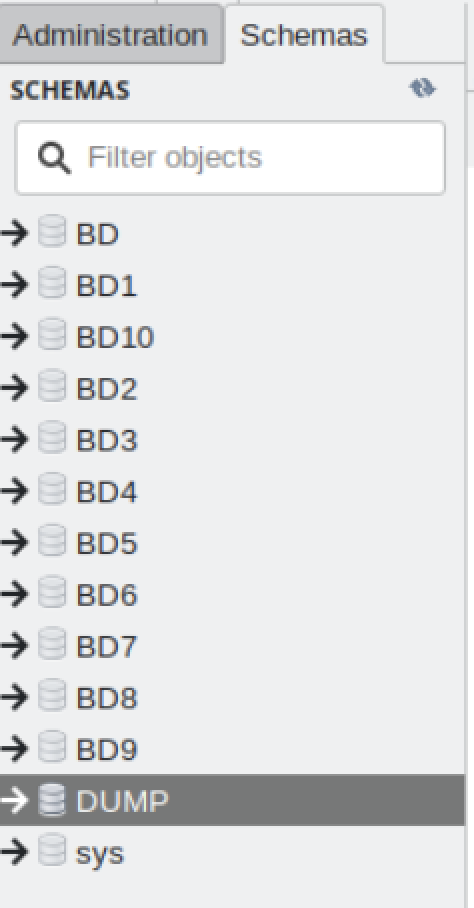 Administration Schemas
SCHEMAS
Filter objects
BD
BD1
BD10
BD2
BD3
BD4
BD5
BD6
BD7
BD8
BD9
DUMP
sys